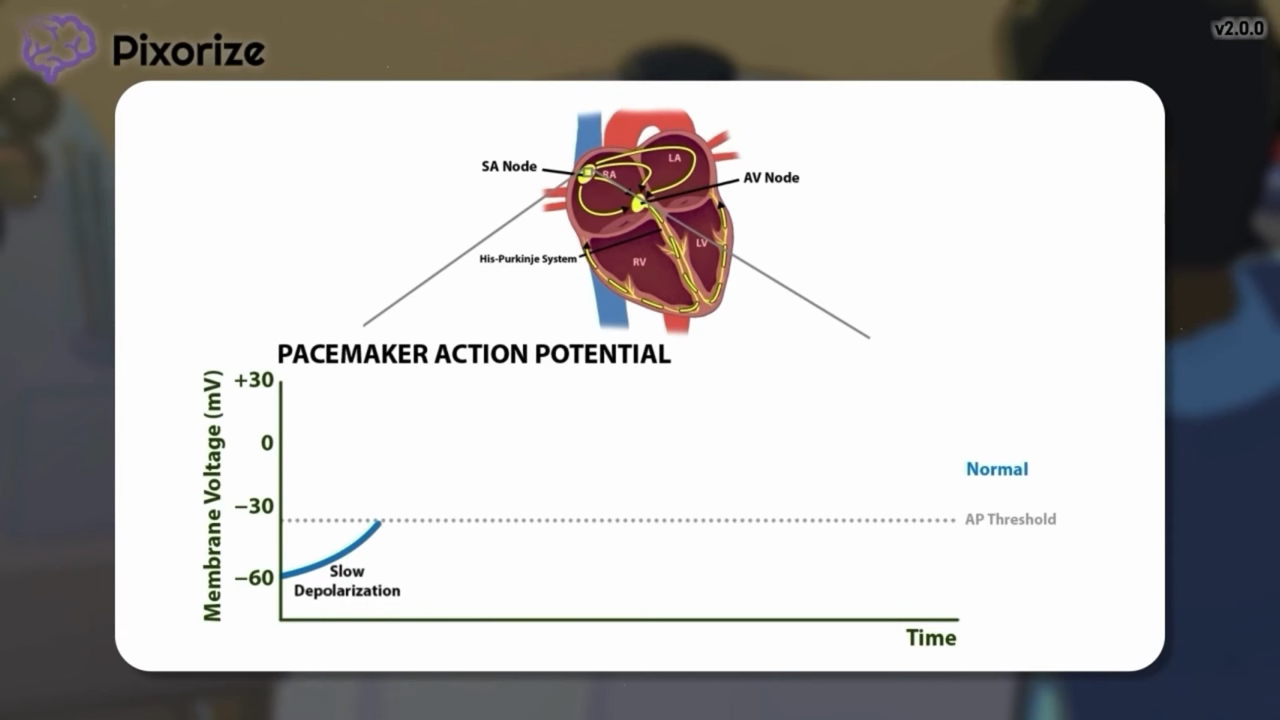 Pixorize
v2.0.0
SA Node
LA
RA
AV Node
His-Purkinje System
LV
RV
PACEMAKER ACTION POTENTIAL
Membrane Voltage (mV)
+30
0
−30
−60
Normal
AP Threshold
Slow
Depolarization
Time